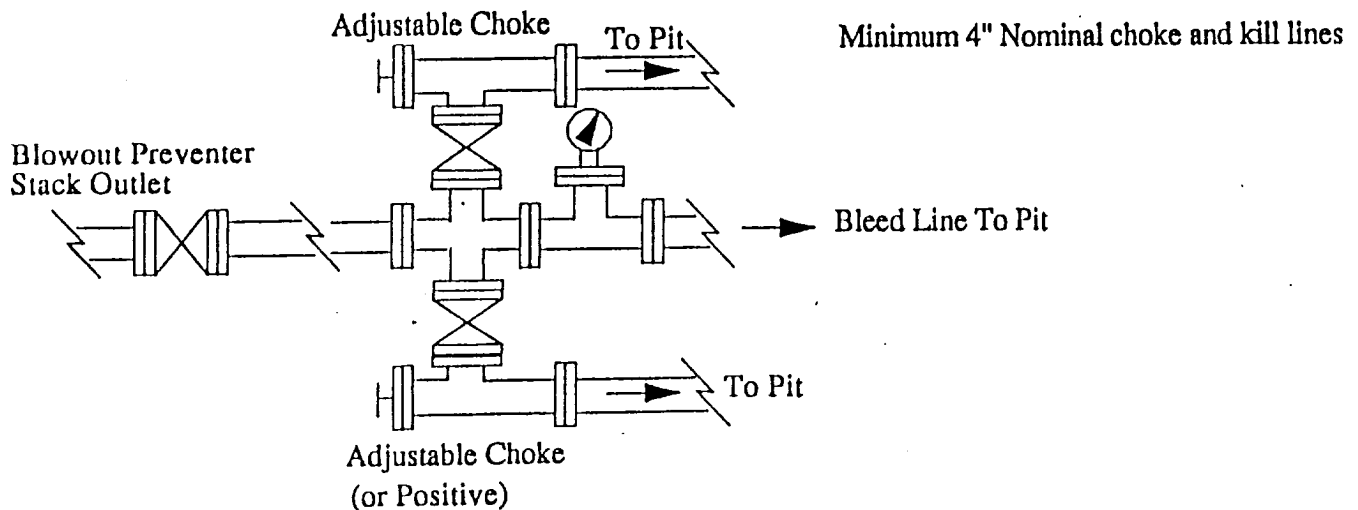 Adjustable Choke
To Pit
Minimum 4" Nominal choke and kill lines
Blowout Preventer
Stack Outlet
Bleed Line To Pit
To Pit
Adjustable Choke
(or Positive)